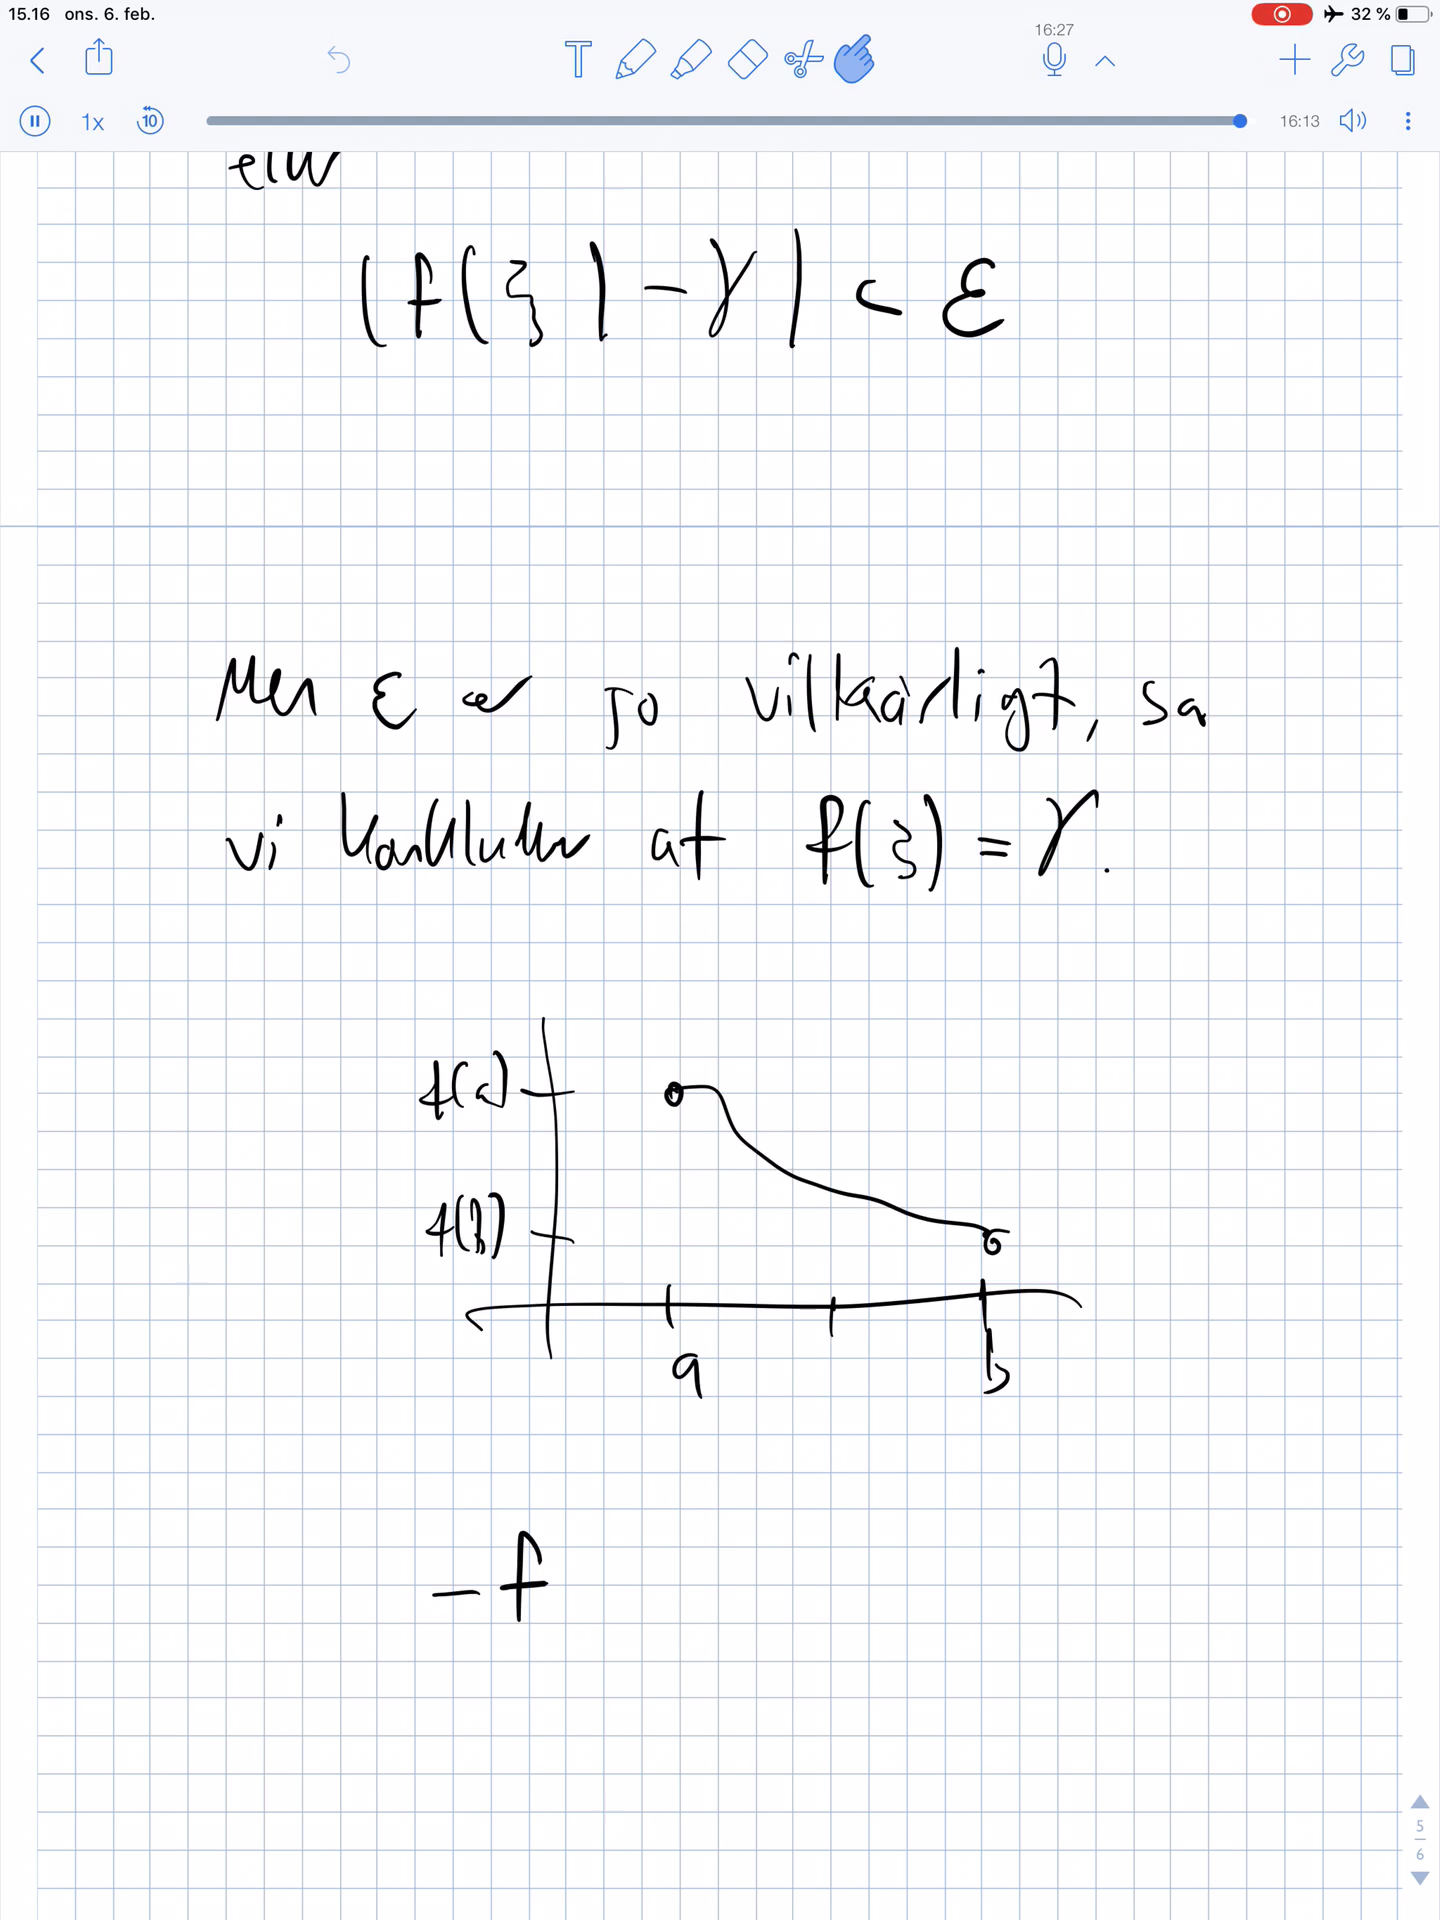 15.16 ons. 6. feb. 32 %
16:27
T
1x 10 16:13
eller
|f(ξ) - γ| < ε
Men ε er jo vilkårligt, så
vi konkluderer at f(ξ) = γ.
f(a)
f(b)
a b
- f
5
6